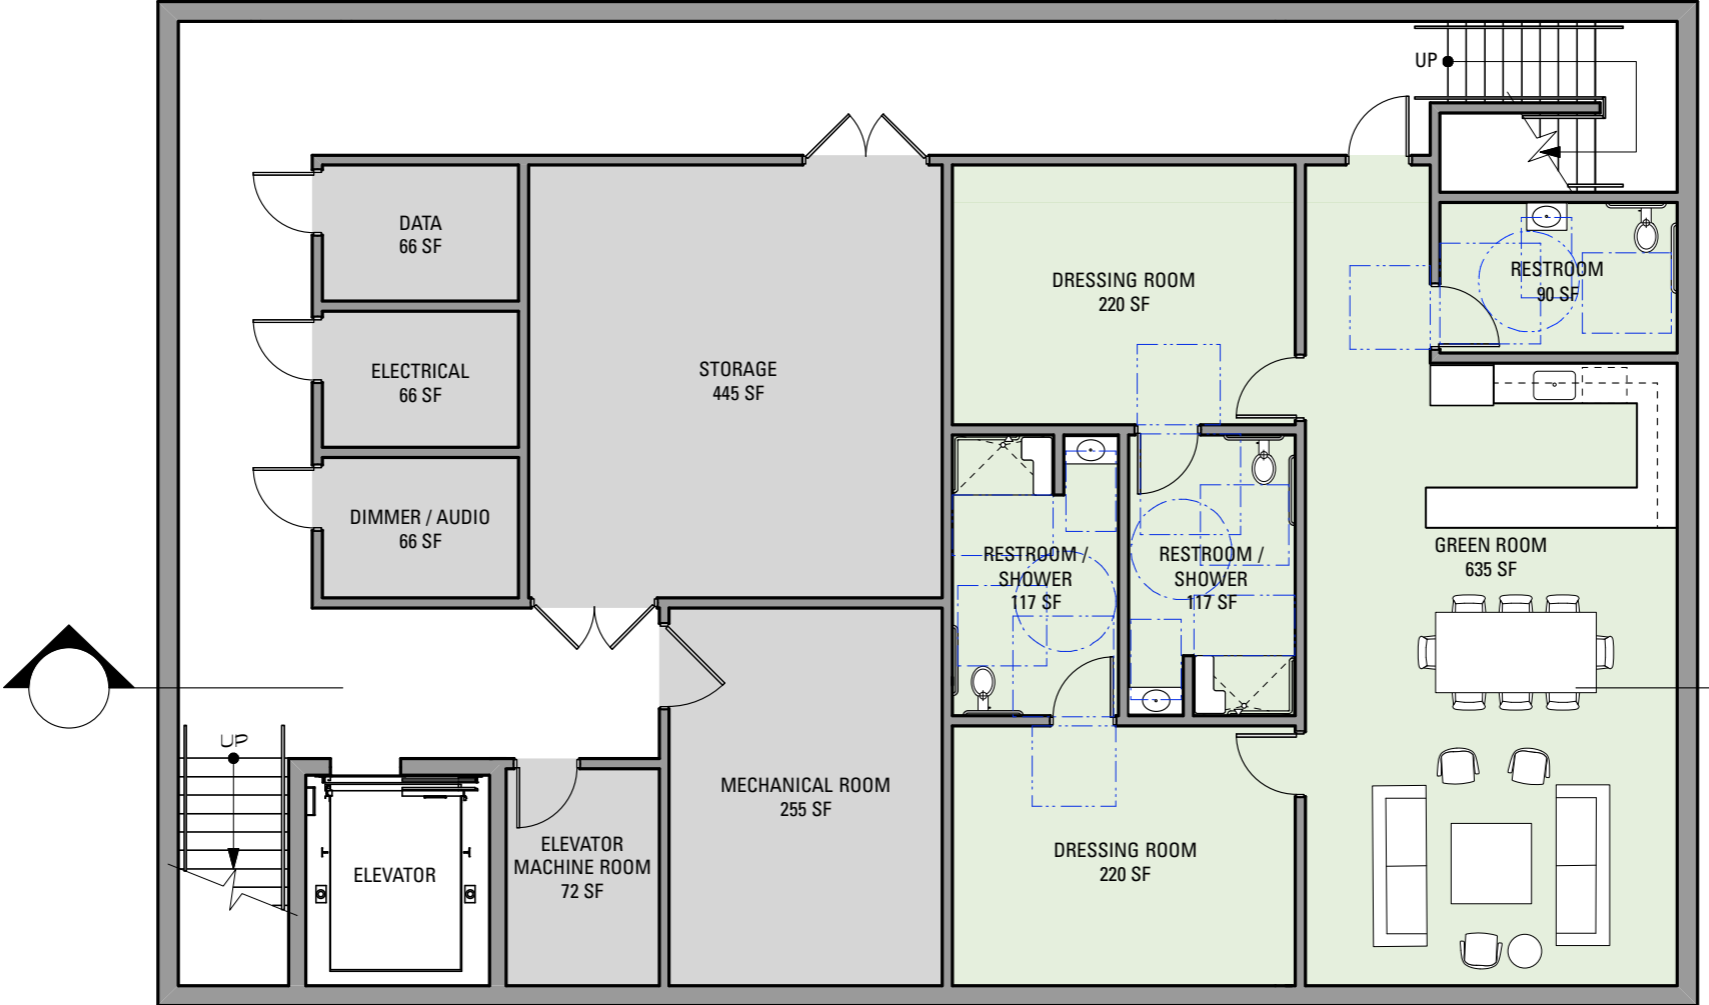 UP
DATA
66 SF
ELECTRICAL
66 SF
DIMMER / AUDIO
66 SF
STORAGE
445 SF
DRESSING ROOM
220 SF
RESTROOM
90 SF
RESTROOM /
SHOWER
117 SF
RESTROOM /
SHOWER
117 SF
GREEN ROOM
635 SF
UP
ELEVATOR
ELEVATOR
MACHINE ROOM
72 SF
MECHANICAL ROOM
255 SF
DRESSING ROOM
220 SF